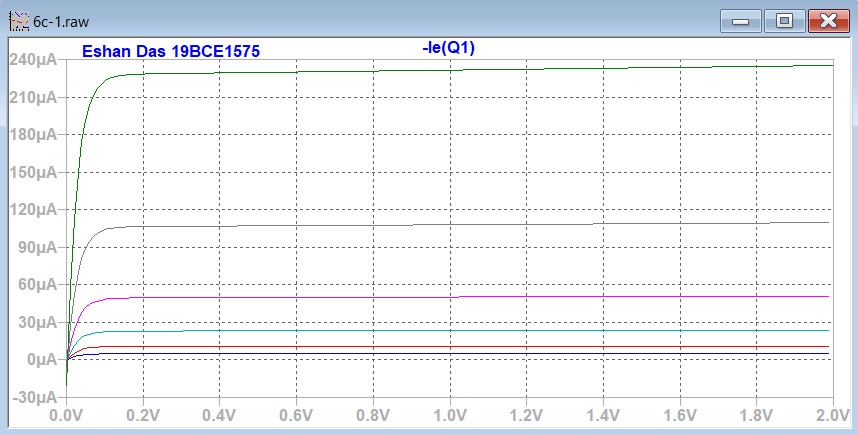 6c-1.raw
Eshan Das 19BCE1575
-Ie(Q1)
240µA
210µA
180µA
150µA
120µA
90µA
60µA
30µA
0µA
-30µA
0.0V 0.2V 0.4V 0.6V 0.8V 1.0V 1.2V 1.4V 1.6V 1.8V 2.0V